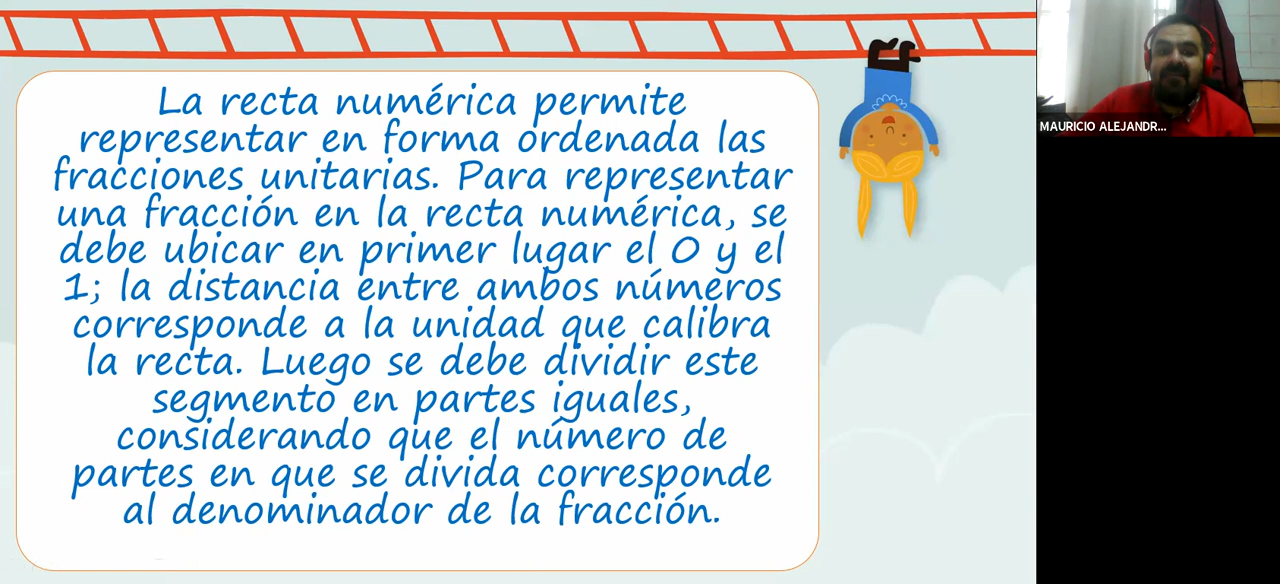 La recta numérica permite
representar en forma ordenada las
fracciones unitarias. Para representar
una fracción en la recta numérica, se
debe ubicar en primer lugar el 0 y el
1; la distancia entre ambos números
corresponde a la unidad que calibra
la recta. Luego se debe dividir este
segmento en partes iguales,
considerando que el número de
partes en que se divida corresponde
al denominador de la fracción.
MAURICIO ALEJANDR...